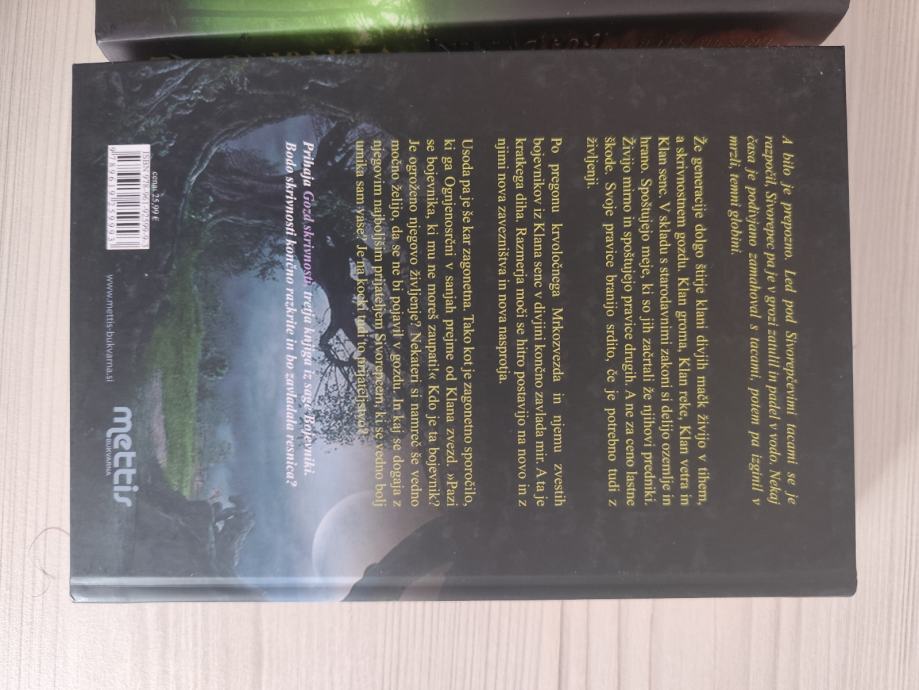 A bilo je prepozno. Led pod Sivorepčevimi tacami se je
razpočil, Sivorepec pa je v grozi zatulil in padel v vodo. Nekaj
časa je podivjano zamahoval s tacami, potem pa izginil v
mrzli, temni globini.
Že generacije dolgo štirje klani divjih mačk živijo v tihem,
a skrivnostnem gozdu. Klan groma, Klan reke, Klan vetra in
Klan senc. V skladu s starodavnimi zakoni si delijo ozemlje in
hrano. Spoštujejo meje, ki so jih začrtali že njihovi predniki.
Živijo mirno in spoštujejo pravice drugih. A ne za ceno lastne
škode. Svoje pravice branijo srdito, če je potrebno tudi z
življenji.
Po pregonu krvoločnega Mrkozvezda in njemu zvestih
bojevnikov iz Klana senc v divjini končno zavlada mir. A ta je
kratkega diha. Razmerja moči se hitro postavijo na novo in z
njimi nova zavezništva in nova nasprotja.
Usoda pa je še kar zagonetna. Tako kot je zagonetno sporočilo,
ki ga Ognjenosrčni v sanjah prejme od Klana zvezd. »Pazi
se bojevnika, ki mu ne moreš zaupati!« Kdo je ta bojevnik?
Je ogroženo njegovo življenje? Nekateri si namreč še vedno
močno želijo, da se ne bi pojavil v gozdu. In kaj se dogaja z
njegovim najboljšim prijateljem Sivorepcem, ki se vedno bolj
umika sam vase? Je na kocki tudi to prijateljstvo?
Prihaja Gozd skrivnosti, tretja knjiga iz sage Bojevniki.
Bodo skrivnosti končno razkrite in bo zavladala resnica?
cena: 25,99 €
www.mettis-bukvarna.si
mettis
BUKVARNA